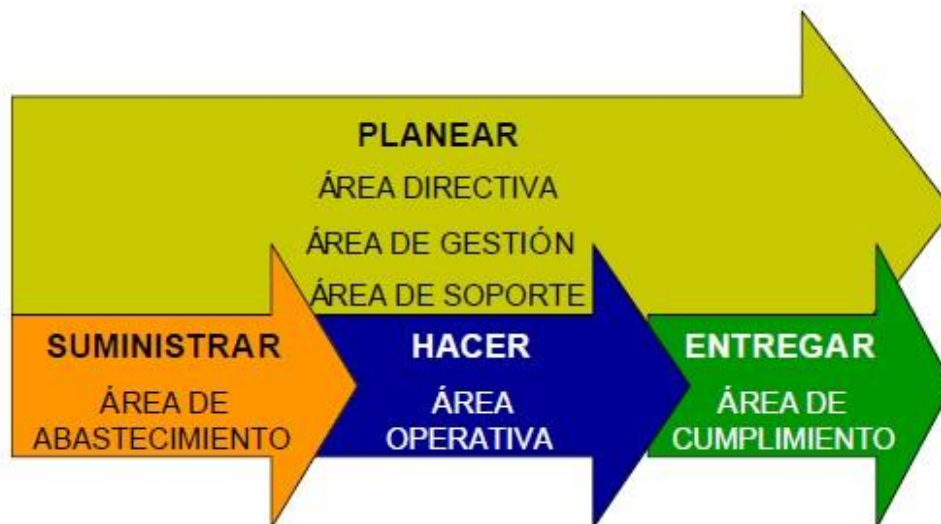 PLANEAR
ÁREA DIRECTIVA
ÁREA DE GESTIÓN
ÁREA DE SOPORTE
SUMINISTRAR
ÁREA DE
ABASTECIMIENTO
HACER
ÁREA
OPERATIVA
ENTREGAR
ÁREA DE
CUMPLIMIENTO